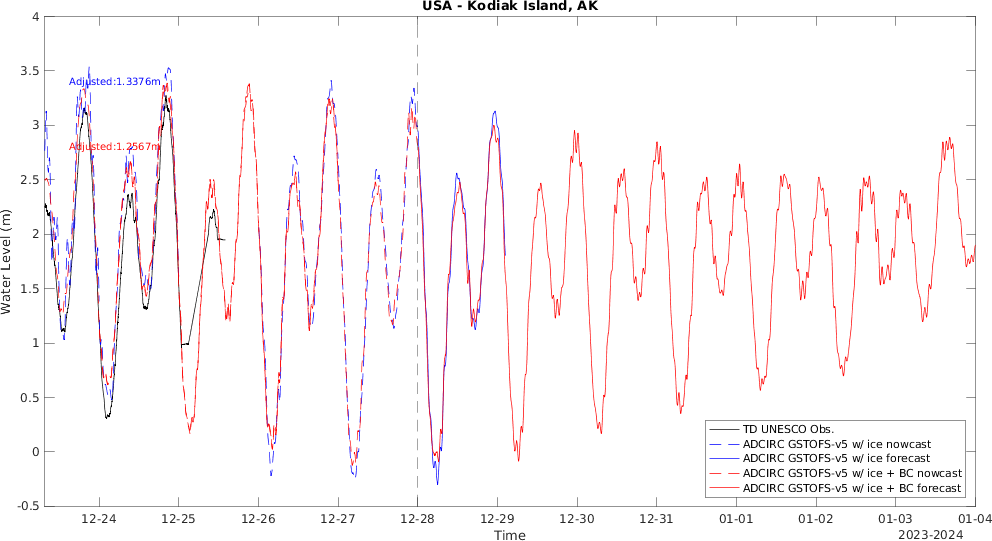 USA - Kodiak Island, AK
4
3.5
3
2.5
2
1.5
1
0.5
0
-0.5
Water Level (m)
Adjusted:1.3376m
Adjusted:1.2567m
TD UNESCO Obs.
ADCIRC GSTOFS-v5 w/ ice nowcast
ADCIRC GSTOFS-v5 w/ ice forecast
ADCIRC GSTOFS-v5 w/ ice + BC nowcast
ADCIRC GSTOFS-v5 w/ ice + BC forecast
12-24 12-25 12-26 12-27 12-28 12-29 12-30 12-31 01-01 01-02 01-03 01-04
Time
2023-2024